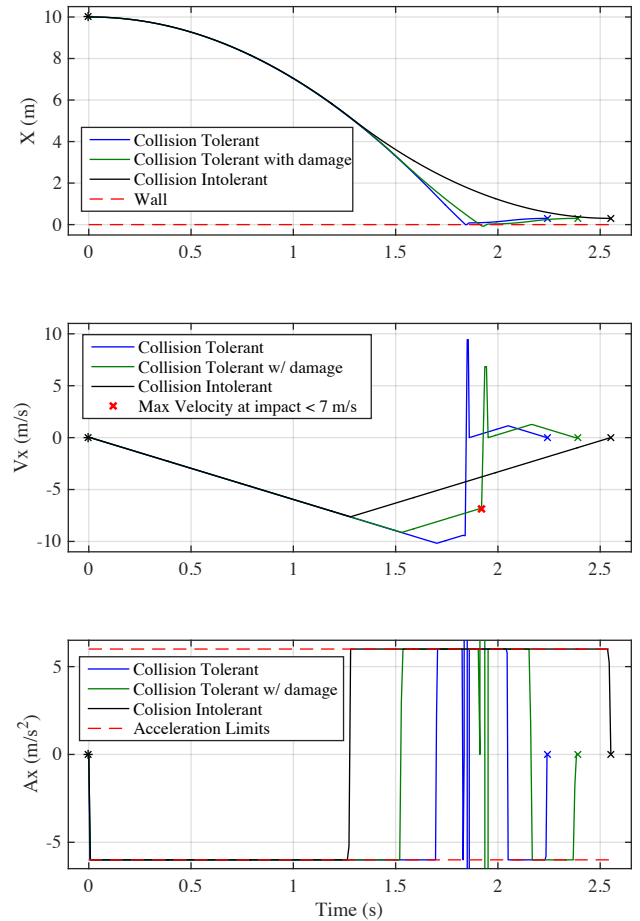 10
8
6
4
2
0
X (m)
Collision Tolerant
Collision Tolerant with damage
Collision Intolerant
Wall
0
0.5
1
1.5
2
2.5
10
5
0
-5
-10
Vx (m/s)
Collision Tolerant
Collision Tolerant w/ damage
Collision Intolerant
Max Velocity at impact < 7 m/s
0
0.5
1
1.5
2
2.5
5
0
-5
Ax (m/s²)
Collision Tolerant
Collision Tolerant w/ damage
Colision Intolerant
Acceleration Limits
0
0.5
1
1.5
2
2.5
Time (s)